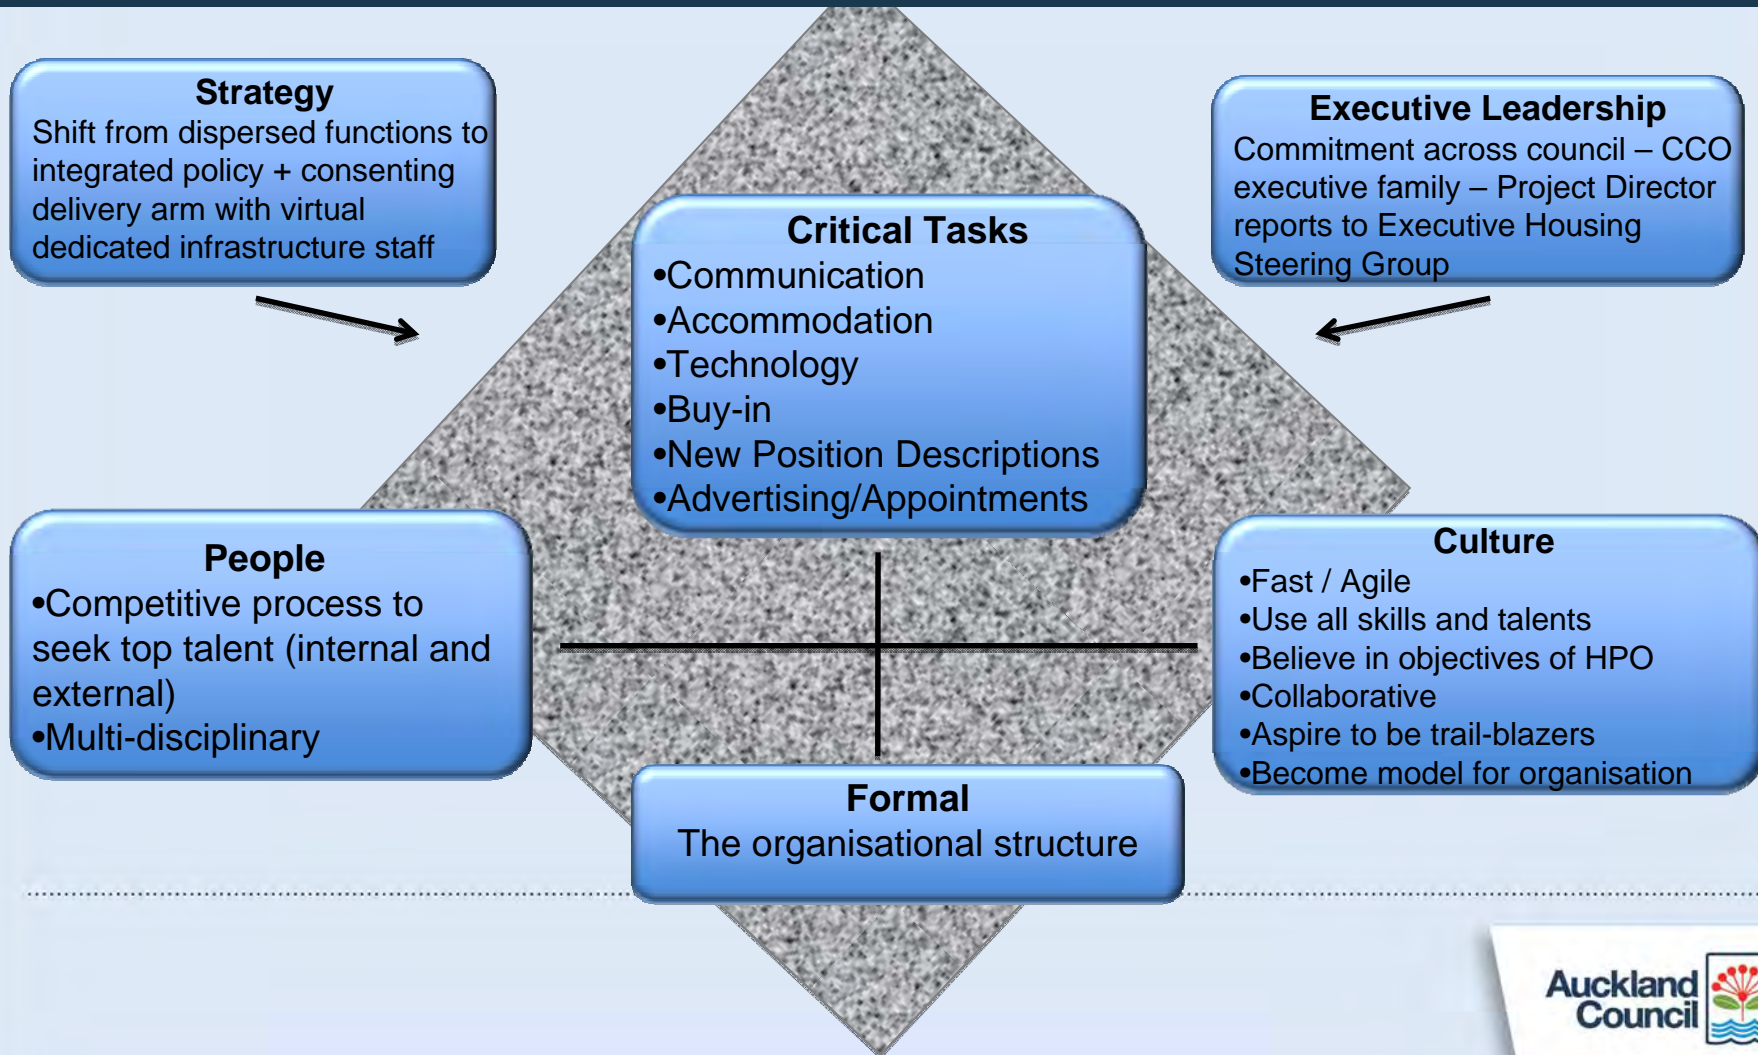 Strategy
Shift from dispersed functions to
integrated policy + consenting
delivery arm with virtual
dedicated infrastructure staff
Executive Leadership
Commitment across council – CCO
executive family – Project Director
reports to Executive Housing
Steering Group
Critical Tasks
•Communication
•Accommodation
•Technology
•Buy-in
•New Position Descriptions
•Advertising/Appointments
People
•Competitive process to
seek top talent (internal and
external)
•Multi-disciplinary
Culture
•Fast / Agile
•Use all skills and talents
•Believe in objectives of HPO
•Collaborative
•Aspire to be trail-blazers
•Become model for organisation
Formal
The organisational structure
Auckland
Council